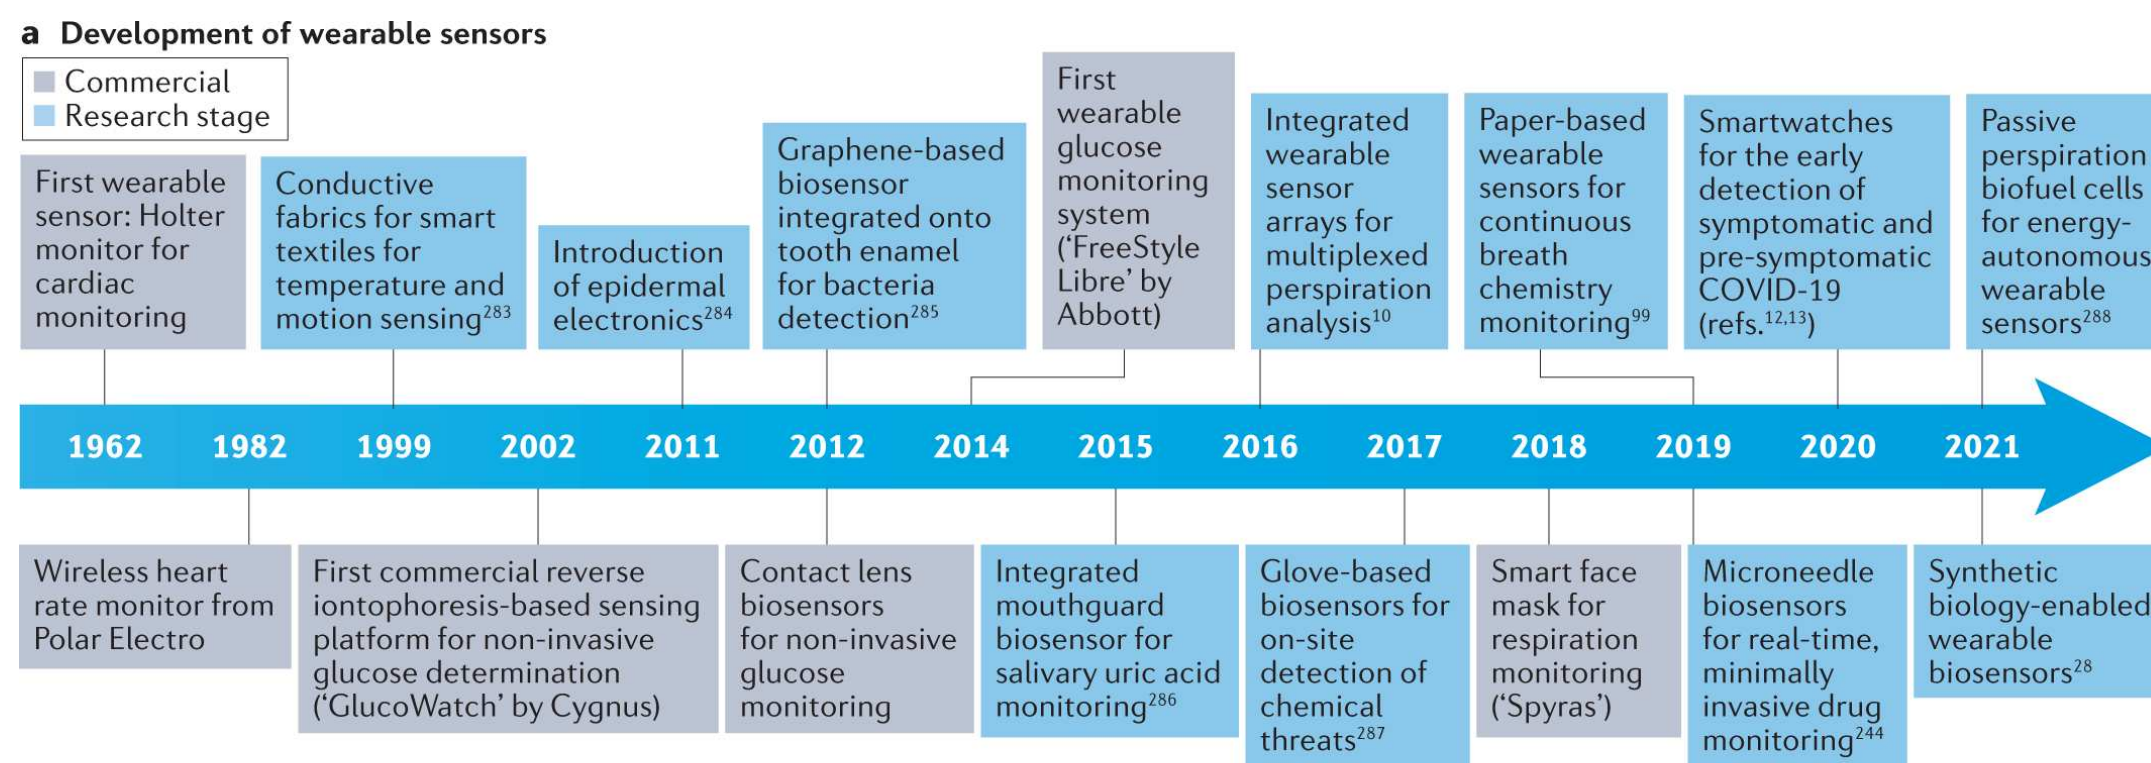 a Development of wearable sensors
Commercial
Research stage
First wearable
sensor: Holter
monitor for
cardiac
monitoring
Conductive
fabrics for smart
textiles for
temperature and
motion sensing283
Introduction
of epidermal
electronics284
Graphene-based
biosensor
integrated onto
tooth enamel
for bacteria
detection285
First
wearable
glucose
monitoring
system
(‘FreeStyle
Libre’ by
Abbott)
Integrated
wearable
sensor
arrays for
multiplexed
perspiration
analysis10
Paper-based
wearable
sensors for
continuous
breath
chemistry
monitoring99
Smartwatches
for the early
detection of
symptomatic and
pre-symptomatic
COVID-19
(refs.12,13)
Passive
perspiration
biofuel cells
for energy-
autonomous
wearable
sensors288
1962 1982 1999 2002 2011 2012 2014 2015 2016 2017 2018 2019 2020 2021
Wireless heart
rate monitor from
Polar Electro
First commercial reverse
iontophoresis-based sensing
platform for non-invasive
glucose determination
(‘GlucoWatch’ by Cygnus)
Contact lens
biosensors
for non-invasive
glucose
monitoring
Integrated
mouthguard
biosensor for
salivary uric acid
monitoring286
Glove-based
biosensors for
on-site
detection of
chemical
threats287
Smart face
mask for
respiration
monitoring
(‘Spyras’)
Microneedle
biosensors
for real-time,
minimally
invasive drug
monitoring244
Synthetic
biology-enabled
wearable
biosensors28